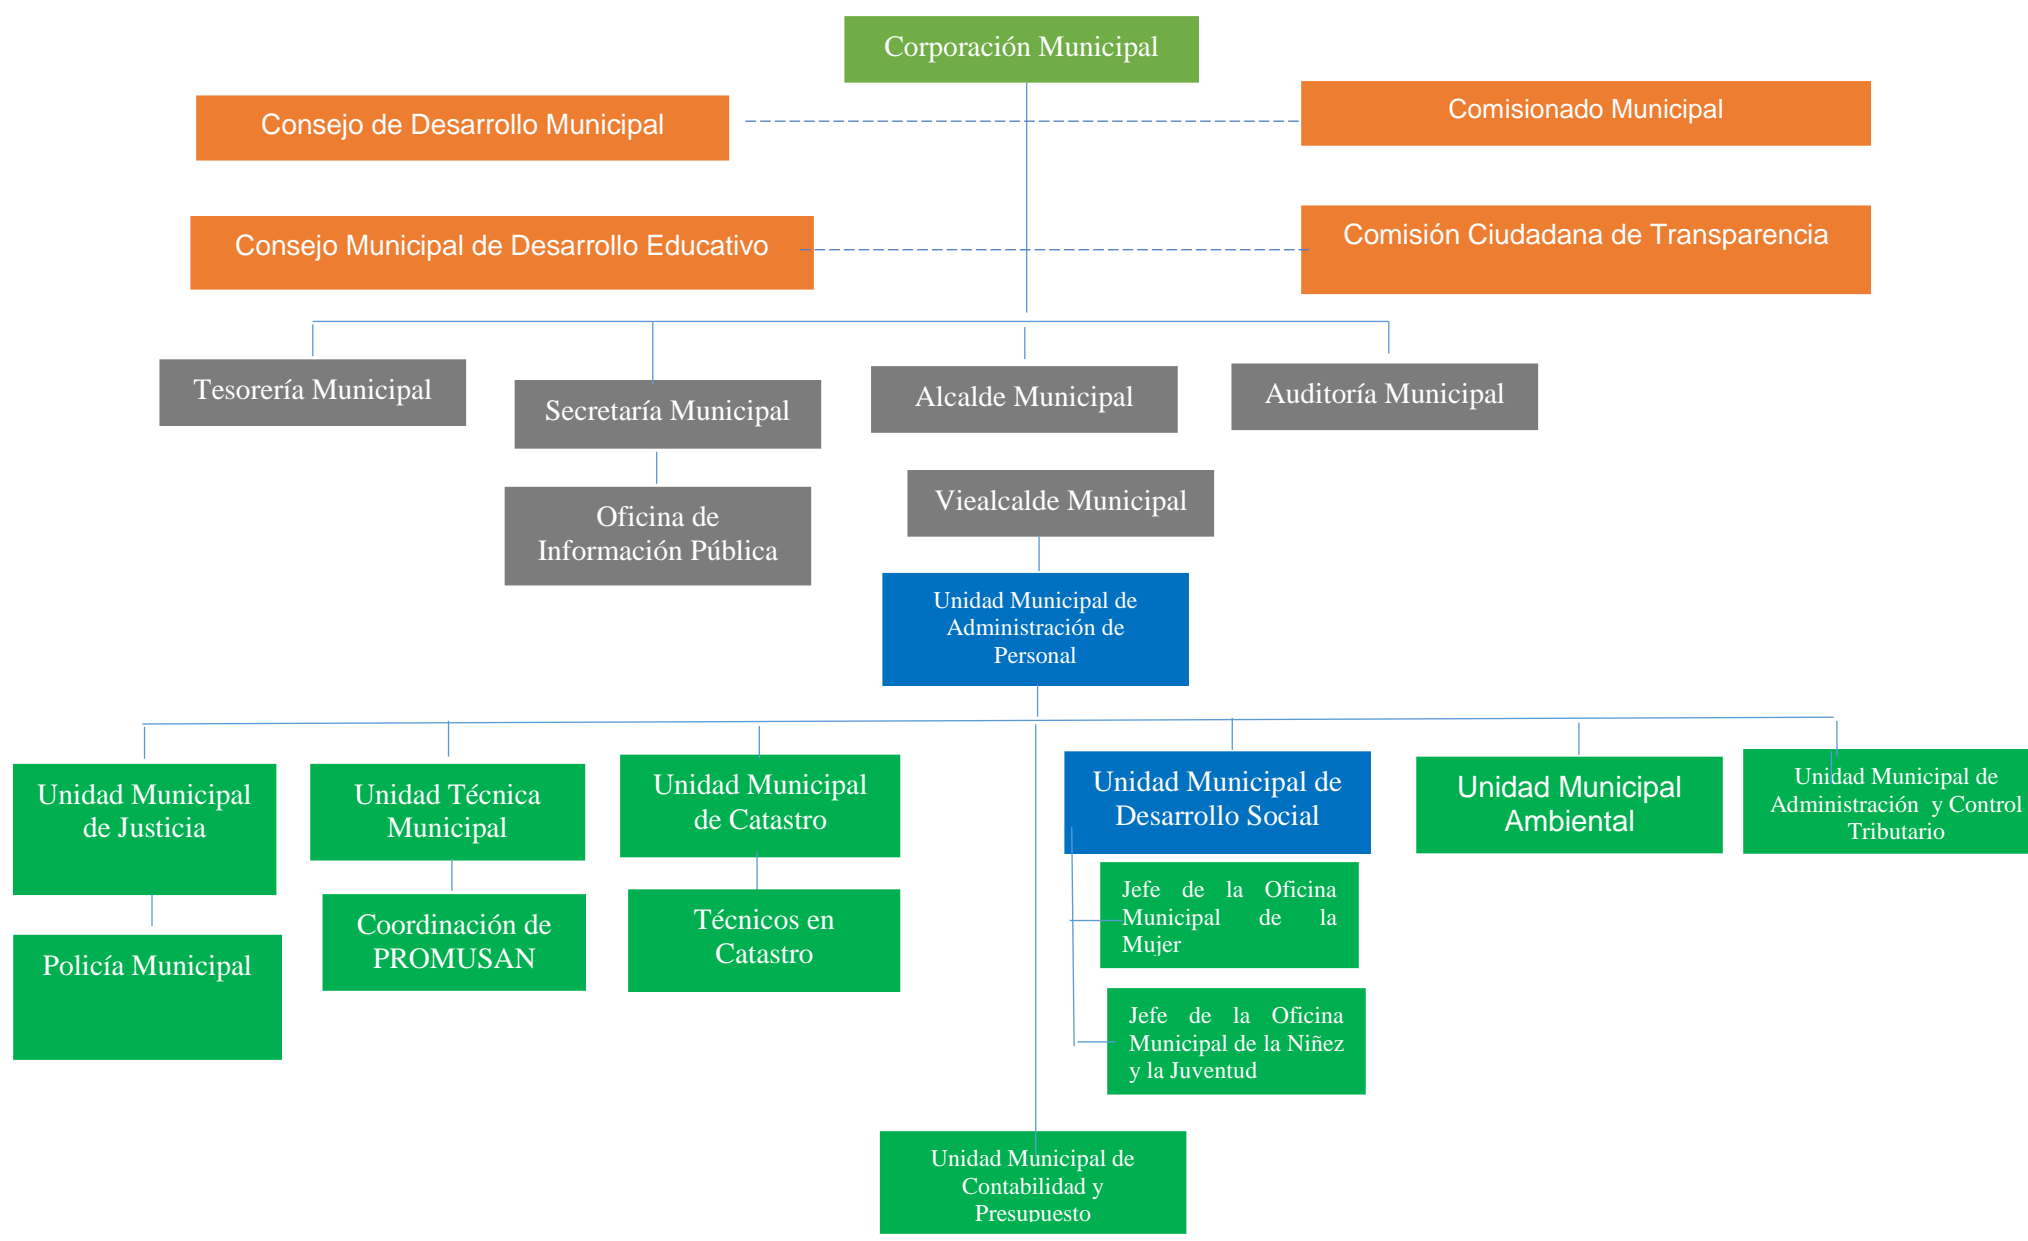 Corporación Municipal
Consejo de Desarrollo Municipal
Comisionado Municipal
Consejo Municipal de Desarrollo Educativo
Comisión Ciudadana de Transparencia
Tesorería Municipal
Secretaría Municipal
Alcalde Municipal
Auditoría Municipal
Oficina de
Información Pública
Viealcalde Municipal
Unidad Municipal de
Administración de
Personal
Unidad Municipal
de Justicia
Unidad Técnica
Municipal
Unidad Municipal
de Catastro
Unidad Municipal de
Desarrollo Social
Unidad Municipal
Ambiental
Unidad Municipal de
Administración y Control
Tributario
Policía Municipal
Coordinación de
PROMUSAN
Técnicos en
Catastro
Jefe de la Oficina
Municipal de la
Mujer
Jefe de la Oficina
Municipal de la Niñez
y la Juventud
Unidad Municipal de
Contabilidad y
Presupuesto